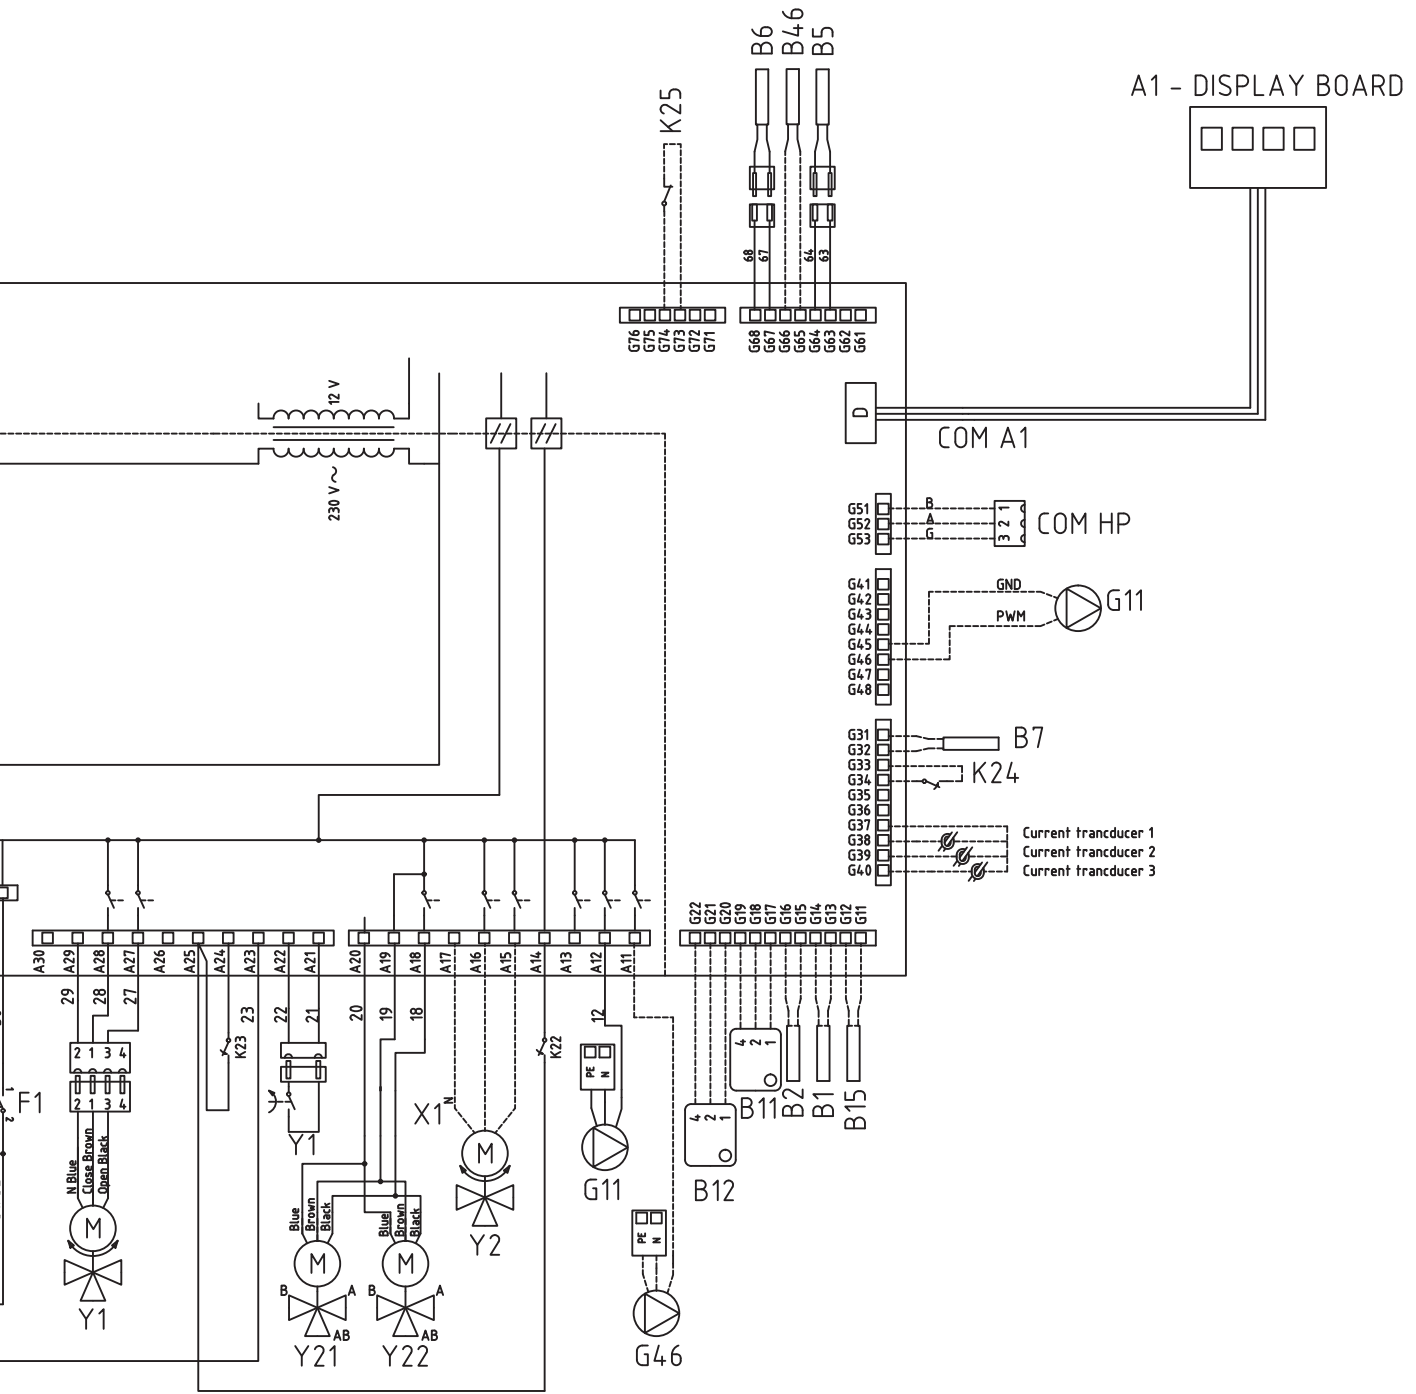 B6 B46 B5
A1 - DISPLAY BOARD
K25
68 67 64 63
G76 G75 G74 G73 G72 G71
G68 G67 G66 G65 G64 G63 G62 G61
12 V
230 V ~
D
COM A1
G51 B 1
G52 A 2
G53 G 3
COM HP
G41
G42
G43
G44
G45
G46
G47
G48
GND
PWM
G11
G31
G32
G33
G34
G35
G36
G37
G38
G39
G40
B7
K24
Current trancducer 1
Current trancducer 2
Current trancducer 3
G22 G21 G20 G19 G18 G17 G16 G15 G14 G13 G12 G11
A30 A29 A28 A27 A26 A25 A24 A23 A22 A21
A20 A19 A18 A17 A16 A15 A14 A13 A12 A11
29 28 27 23 22 21 20 19 18 12
K23
K22
2 1 3 4
2 1 3 4
1
F1
2
N Blue
Close Brown
Open Black
M
Y1
Y1
X1
N
M
Y2
PE N
G11
4 2 1
B11
4 2 1
B12
B2 B1 B15
Blue Brown Black
Blue Brown Black
M M
B A B A
AB AB
Y21 Y22
PE N
G46